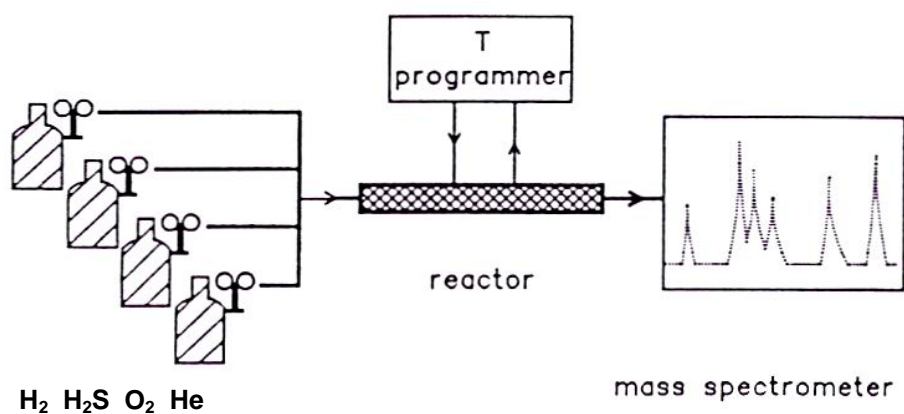 T
programmer
reactor
H₂ H₂S O₂ He
mass spectrometer